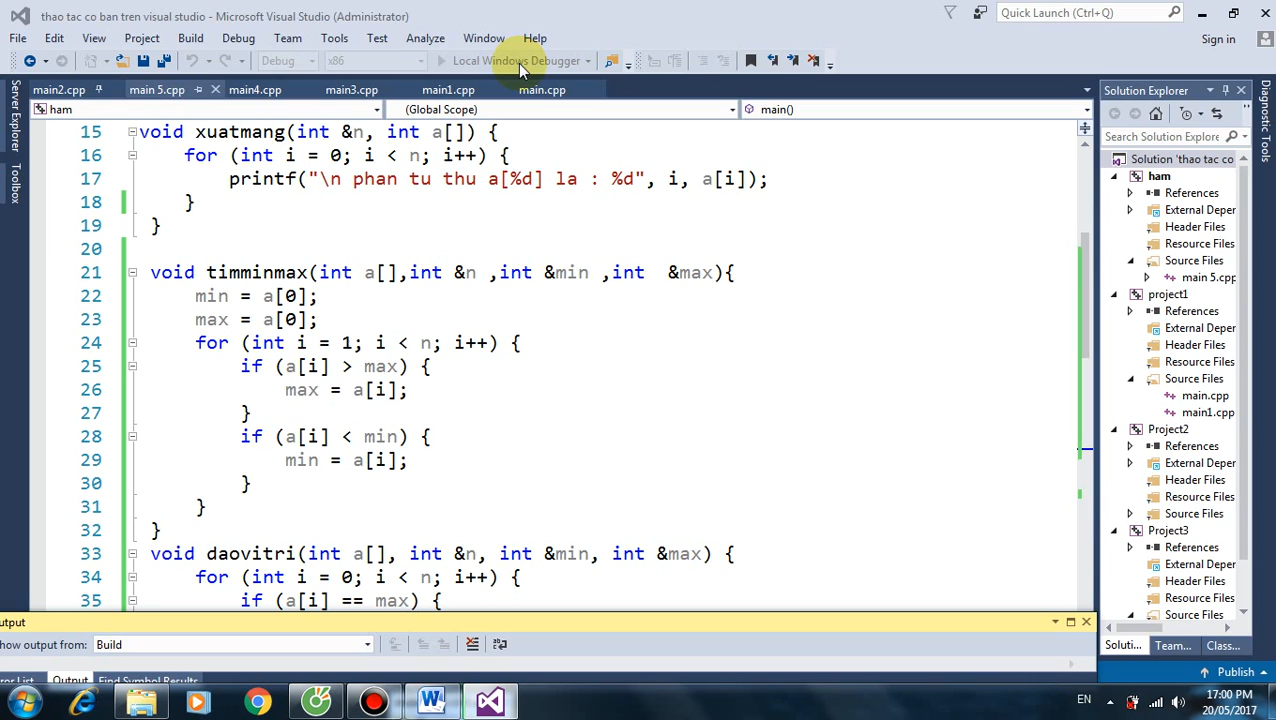 thao tac co ban tren visual studio - Microsoft Visual Studio (Administrator)
Quick Launch (Ctrl+Q)
File Edit View Project Build Debug Team Tools Test Analyze Window Help
Sign in
Debug x86 Local Windows Debugger
main2.cpp main 5.cpp main4.cpp main3.cpp main1.cpp main.cpp
ham (Global Scope) main()
Server Explorer
Toolbox
15 void xuatmang(int &n, int a[]) {
16 for (int i = 0; i < n; i++) {
17 printf("\n phan tu thu a[%d] la : %d", i, a[i]);
18 }
19 }
20
21 void timminmax(int a[],int &n ,int &min ,int  &max){
22 min = a[0];
23 max = a[0];
24 for (int i = 1; i < n; i++) {
25 if (a[i] > max) {
26 max = a[i];
27 }
28 if (a[i] < min) {
29 min = a[i];
30 }
31 }
32 }
33 void daovitri(int a[], int &n, int &min, int &max) {
34 for (int i = 0; i < n; i++) {
35 if (a[i] == max) {
Solution Explorer
Search Solution Explorer
Solution 'thao tac co
ham
References
External Deper
Header Files
Resource Files
Source Files
main 5.cpp
project1
References
External Deper
Header Files
Resource Files
Source Files
main.cpp
main1.cpp
Project2
References
External Deper
Header Files
Resource Files
Source Files
Project3
References
External Deper
Header Files
Resource Files
Source Files
Soluti... Team... Class...
Diagnostic Tools
utput
how output from: Build
ror List Output Find Symbol Results
Publish
EN
17:00 PM
20/05/2017